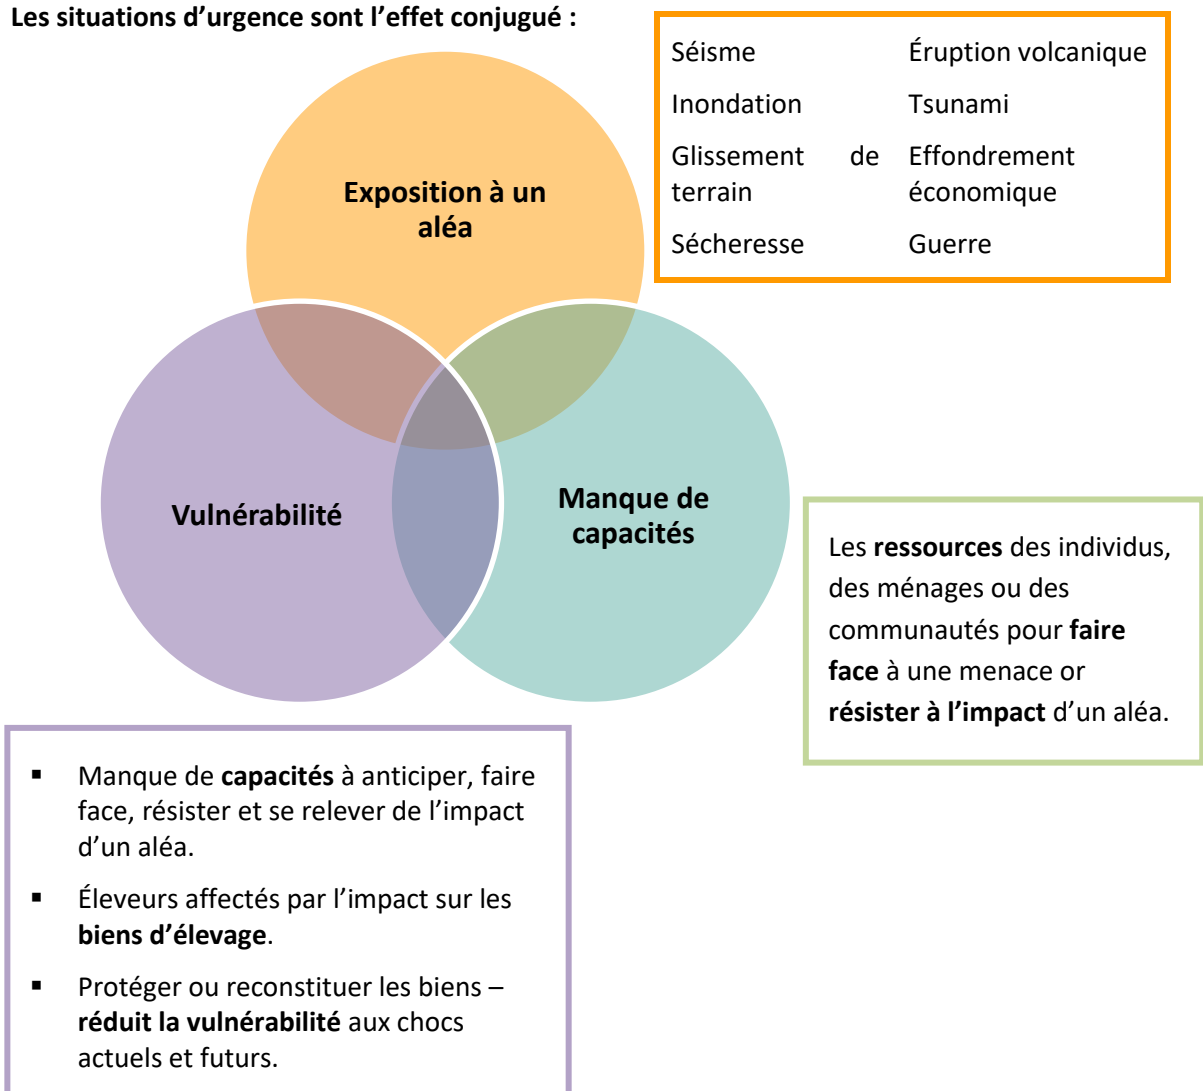 Les situations d’urgence sont l’effet conjugué :
Séisme Éruption volcanique
Inondation Tsunami
Glissement de Effondrement
terrain économique
Sécheresse Guerre
Exposition à un
aléa
Vulnérabilité
Manque de
capacités
Les ressources des individus,
des ménages ou des
communautés pour faire
face à une menace or
résister à l’impact d’un aléa.
▪ Manque de capacités à anticiper, faire
face, résister et se relever de l’impact
d’un aléa.
▪ Éleveurs affectés par l’impact sur les
biens d’élevage.
▪ Protéger ou reconstituer les biens –
réduit la vulnérabilité aux chocs
actuels et futurs.